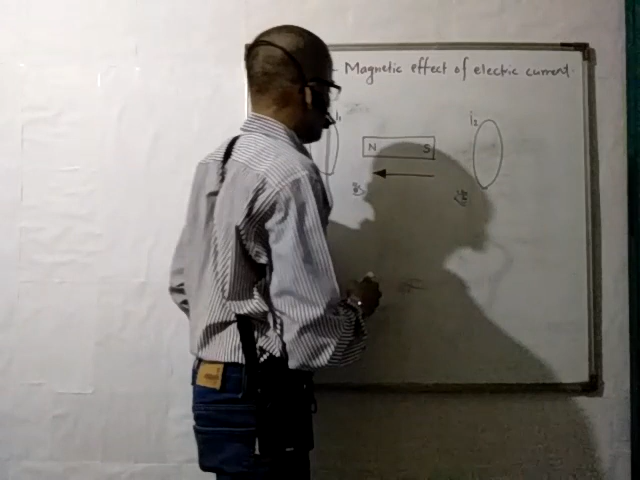 Magnetic effect of electric current.
i₁
i₂
N S